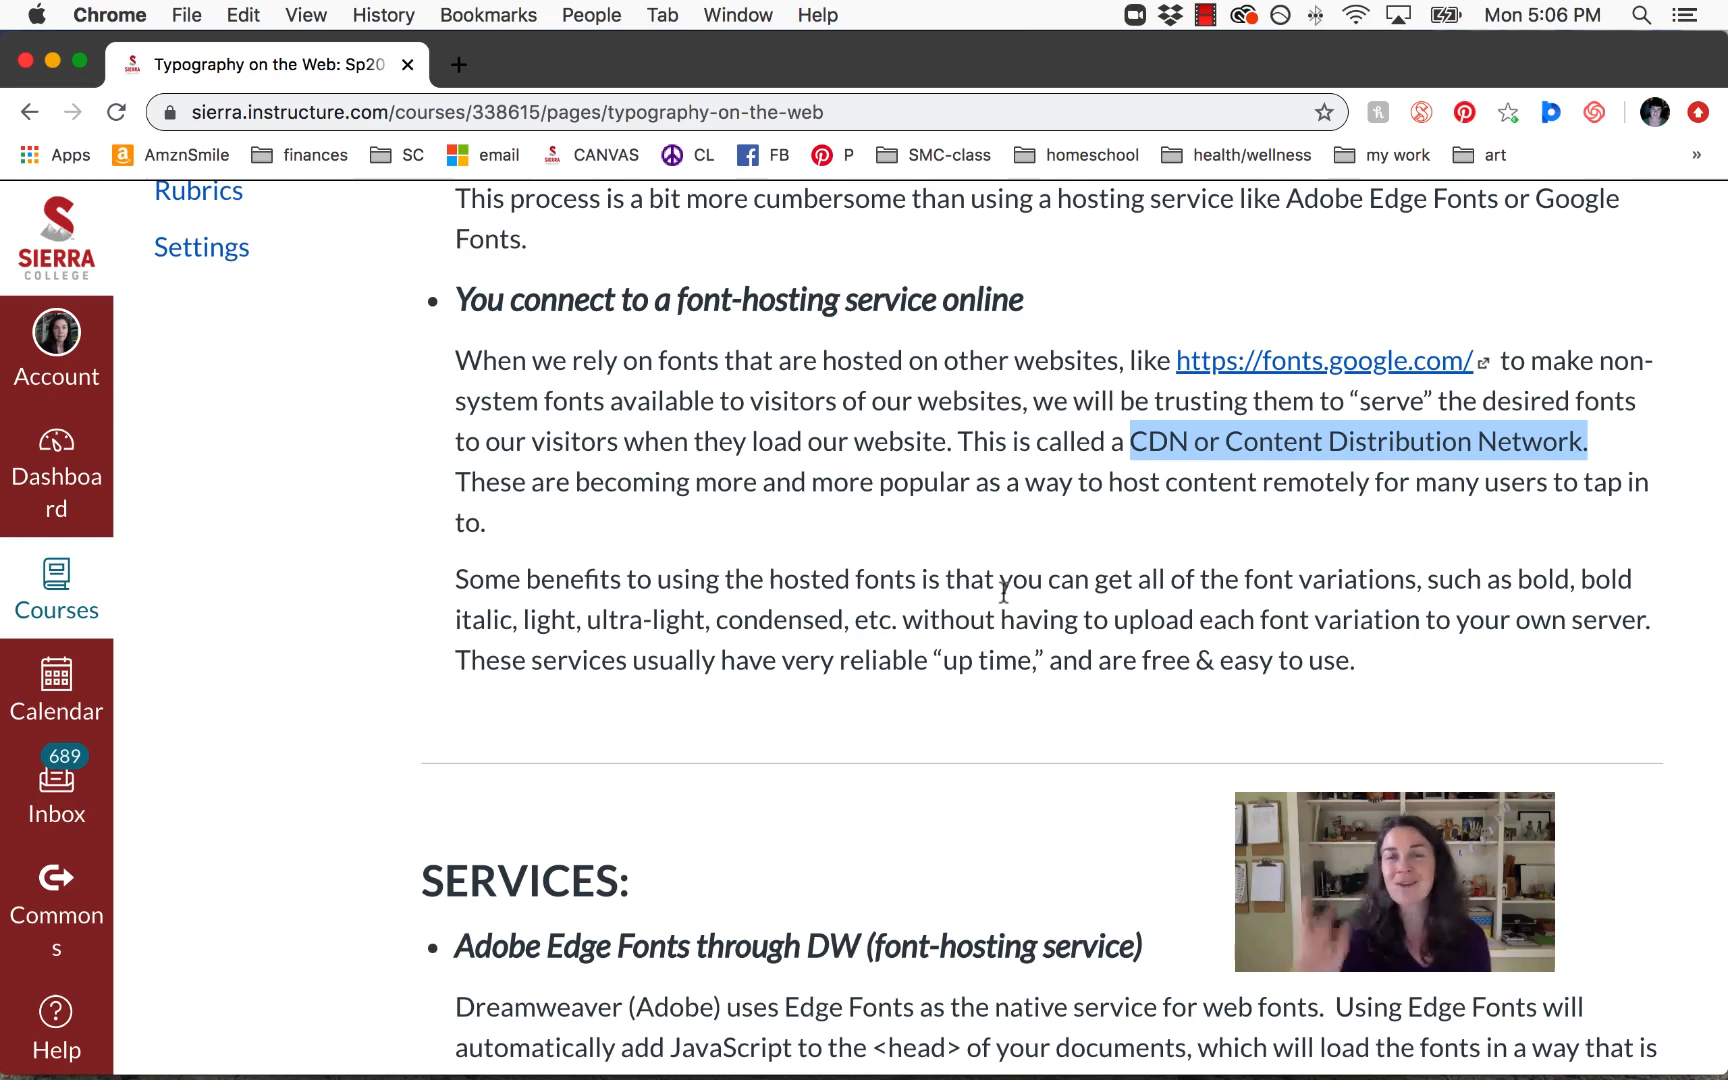 Chrome File Edit View History Bookmarks People Tab Window Help Mon 5:06 PM
Typography on the Web: Sp20
sierra.instructure.com/courses/338615/pages/typography-on-the-web
Apps AmznSmile finances SC email CANVAS CL FB P SMC-class homeschool health/wellness my work art »
SIERRA
COLLEGE
Account
Dashboa
rd
Courses
Calendar
689
Inbox
Common
s
Help
Rubrics
Settings
This process is a bit more cumbersome than using a hosting service like Adobe Edge Fonts or Google
Fonts.
• You connect to a font-hosting service online
When we rely on fonts that are hosted on other websites, like https://fonts.google.com/ to make non-
system fonts available to visitors of our websites, we will be trusting them to “serve” the desired fonts
to our visitors when they load our website. This is called a CDN or Content Distribution Network.
These are becoming more and more popular as a way to host content remotely for many users to tap in
to.
Some benefits to using the hosted fonts is that you can get all of the font variations, such as bold, bold
italic, light, ultra-light, condensed, etc. without having to upload each font variation to your own server.
These services usually have very reliable “up time,” and are free & easy to use.
SERVICES:
• Adobe Edge Fonts through DW (font-hosting service)
Dreamweaver (Adobe) uses Edge Fonts as the native service for web fonts. Using Edge Fonts will
automatically add JavaScript to the <head> of your documents, which will load the fonts in a way that is